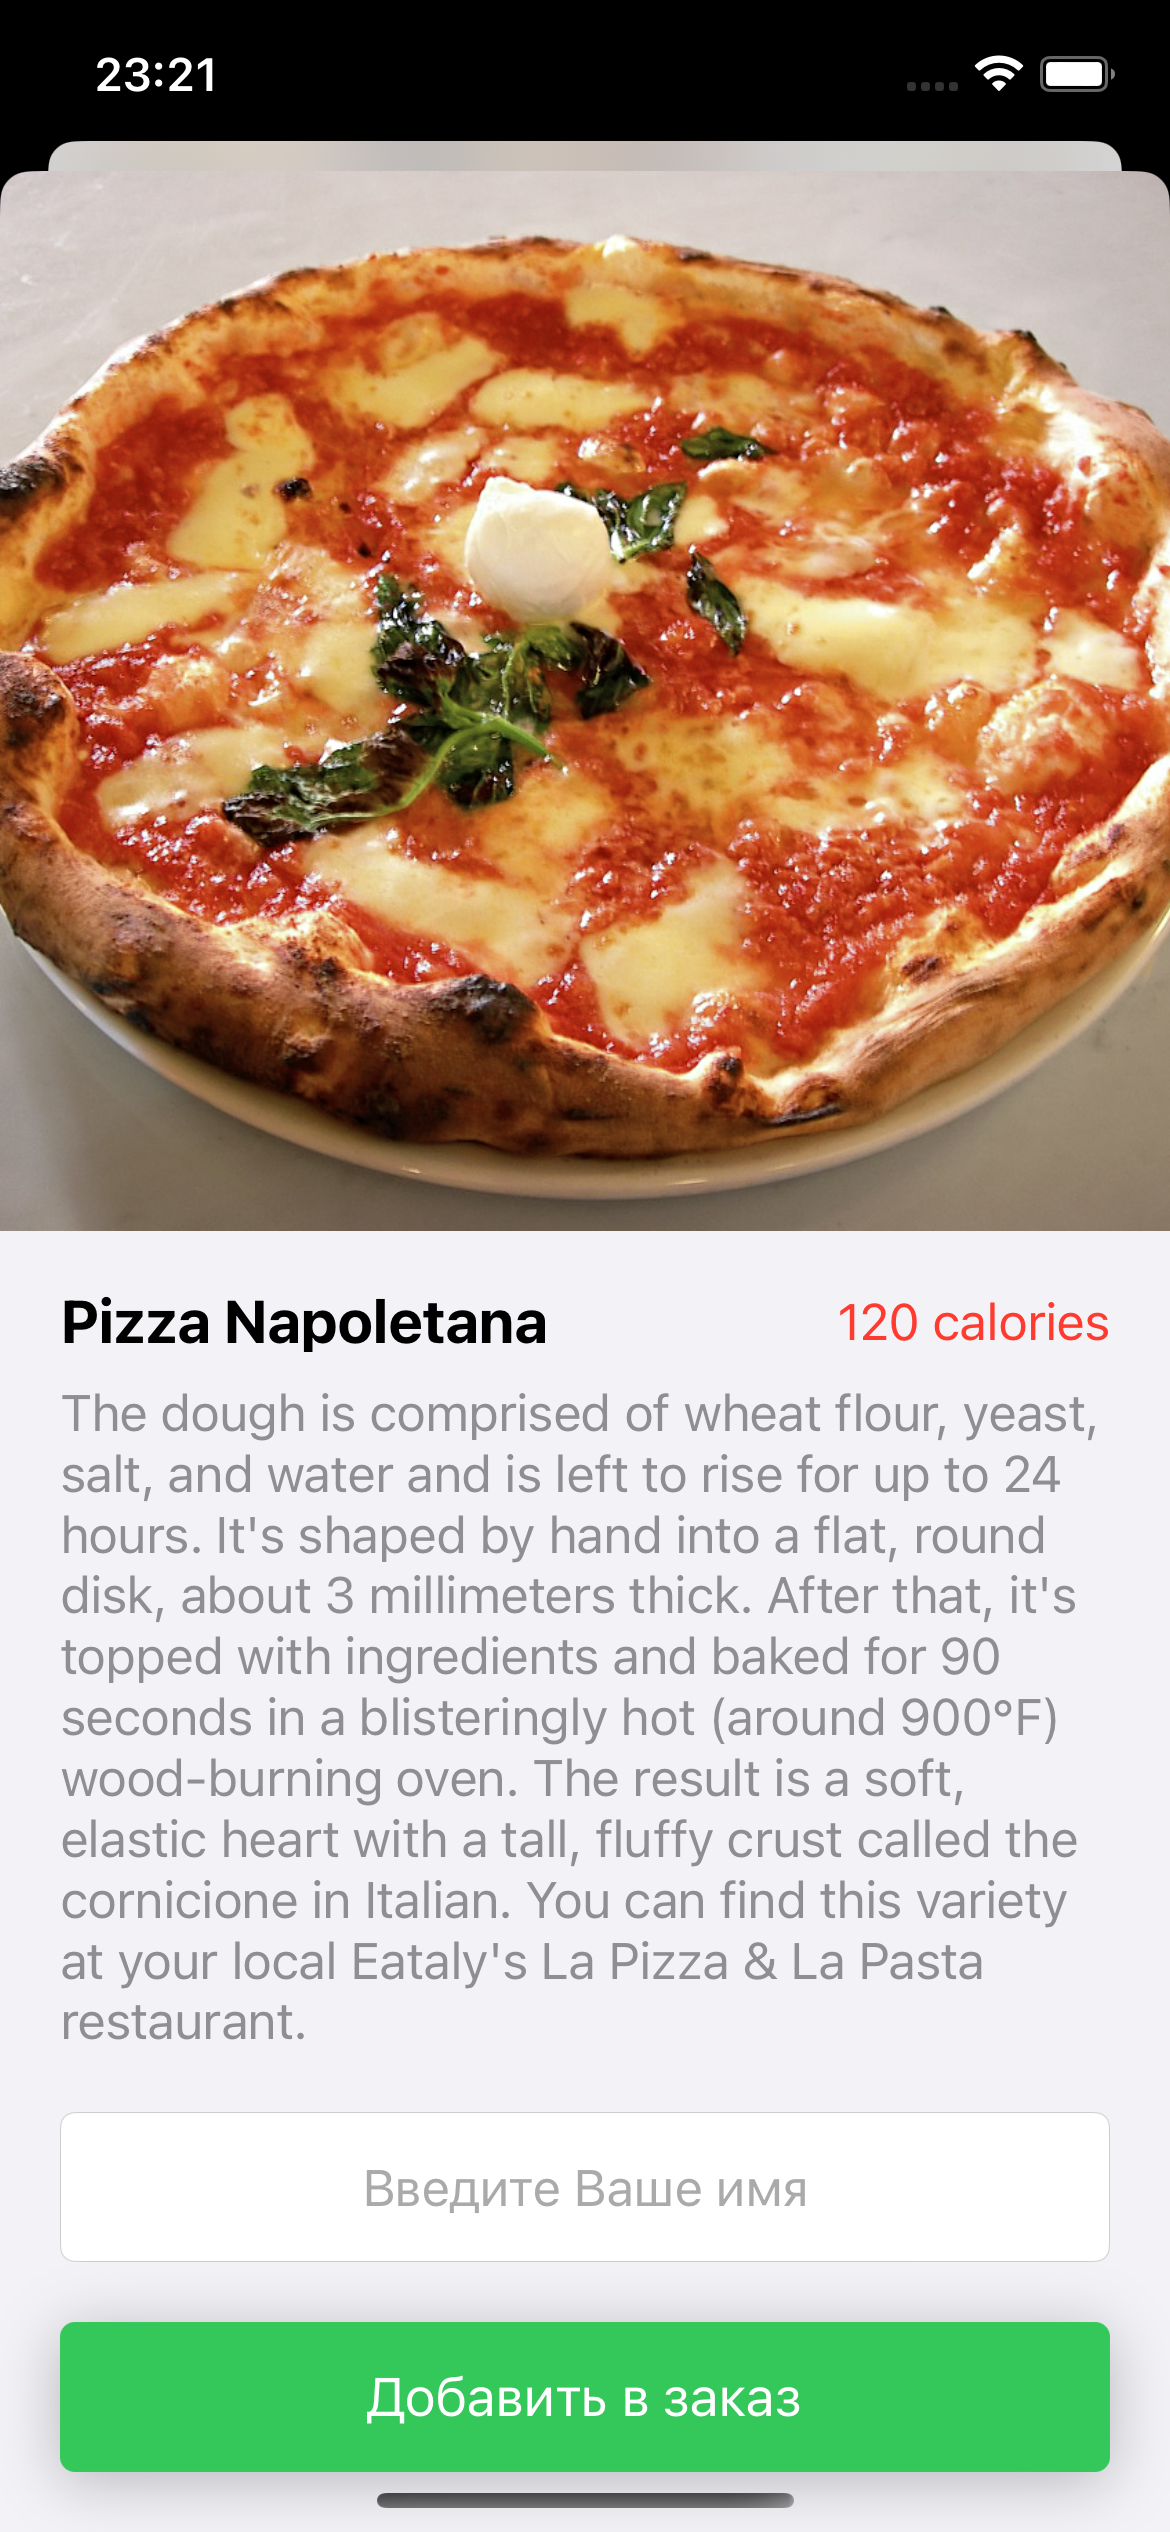 23:21
Pizza Napoletana
120 calories
The dough is comprised of wheat flour, yeast,
salt, and water and is left to rise for up to 24
hours. It's shaped by hand into a flat, round
disk, about 3 millimeters thick. After that, it's
topped with ingredients and baked for 90
seconds in a blisteringly hot (around 900°F)
wood-burning oven. The result is a soft,
elastic heart with a tall, fluffy crust called the
cornicione in Italian. You can find this variety
at your local Eataly's La Pizza & La Pasta
restaurant.
Введите Ваше имя
Добавить в заказ